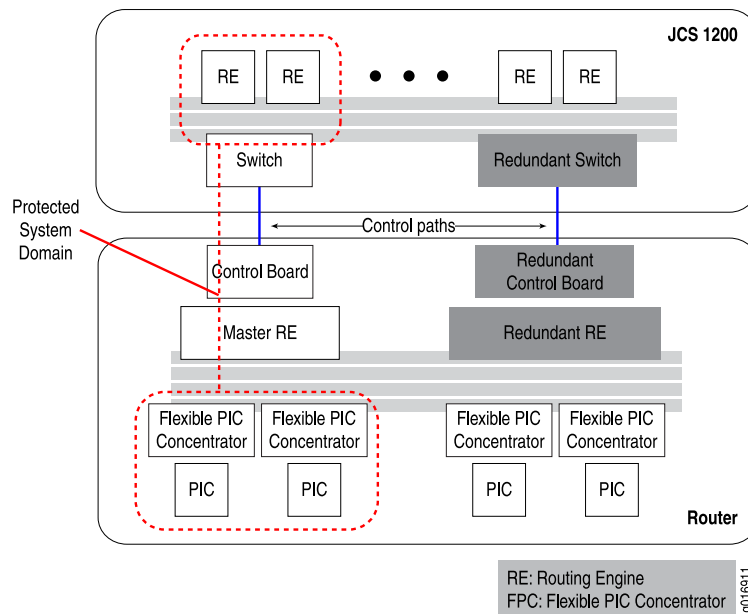 JCS 1200
RE
RE
RE
RE
Switch
Redundant Switch
Protected
System
Domain
Control paths
Control Board
Redundant
Control Board
Master RE
Redundant RE
Flexible PIC
Concentrator
Flexible PIC
Concentrator
Flexible PIC
Concentrator
Flexible PIC
Concentrator
PIC
PIC
PIC
PIC
Router
RE: Routing Engine
FPC: Flexible PIC Concentrator
g016911